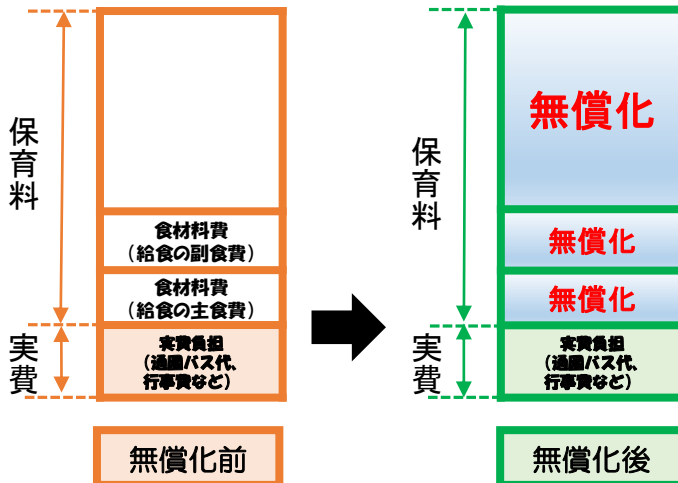 保育料
食材料費
（給食の副食費）
食材料費
（給食の主食費）
実費
実費負担
（通園バス代、
行事費など）
無償化前
保育料
無償化
無償化
無償化
実費
実費負担
（通園バス代、
行事費など）
無償化後